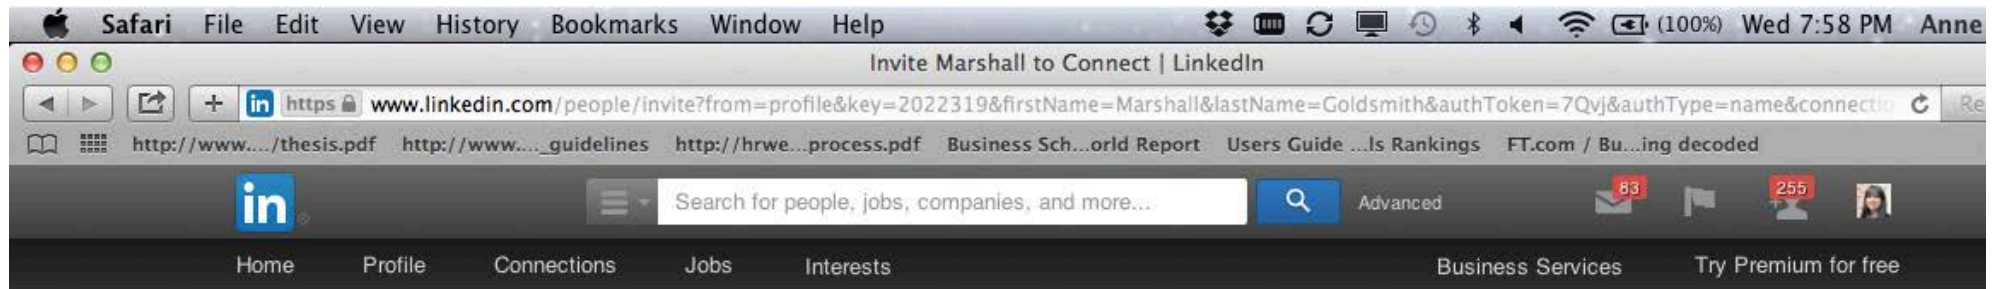 Safari File Edit View History Bookmarks Window Help (100%) Wed 7:58 PM Anne
Invite Marshall to Connect | LinkedIn
+ in https www.linkedin.com/people/invite?from=profile&key=2022319&firstName=Marshall&lastName=Goldsmith&authToken=7Qvj&authType=name&connectio Re
http://www..../thesis.pdf http://www...._guidelines http://hrwe...process.pdf Business Sch...orld Report Users Guide ...ls Rankings FT.com / Bu...ing decoded
in Search for people, jobs, companies, and more... Advanced 83 255
Home Profile Connections Jobs Interests Business Services Try Premium for free